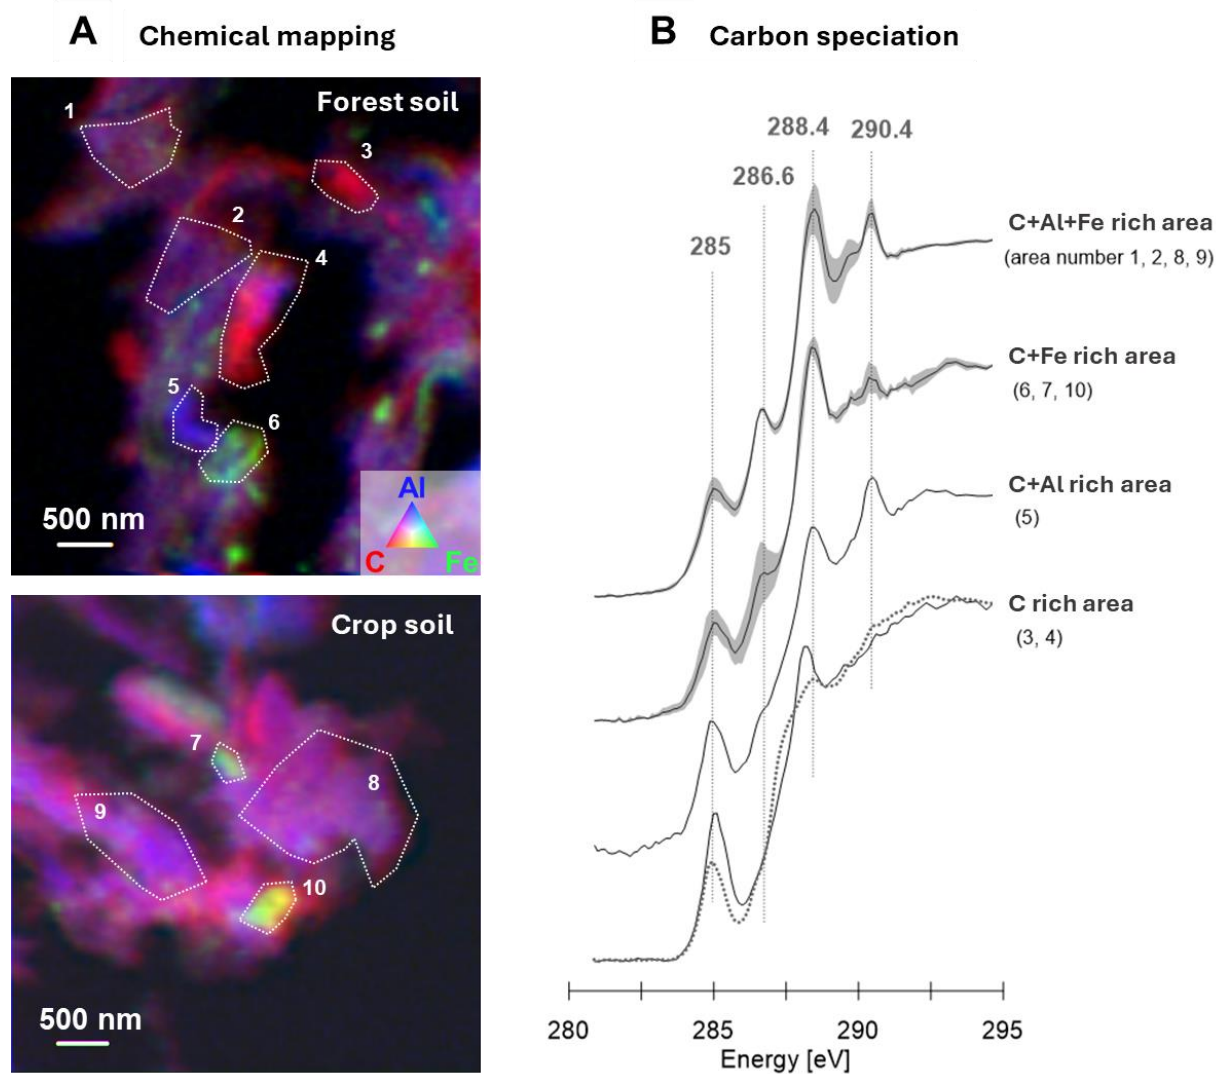 A Chemical mapping
Forest soil
1
3
2
4
5
6
500 nm
Al
C Fe
Crop soil
7
8
9
10
500 nm
B Carbon speciation
288.4 290.4
286.6
285
C+Al+Fe rich area
(area number 1, 2, 8, 9)
C+Fe rich area
(6, 7, 10)
C+Al rich area
(5)
C rich area
(3, 4)
280 285 290 295
Energy [eV]